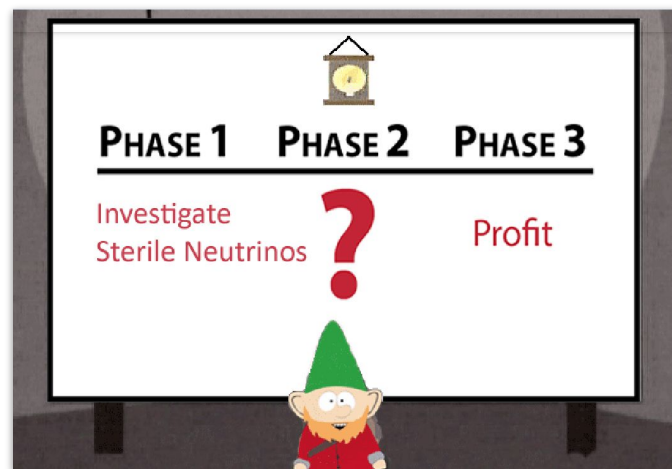 PHASE 1 PHASE 2 PHASE 3
Investigate
Sterile Neutrinos
?
Profit